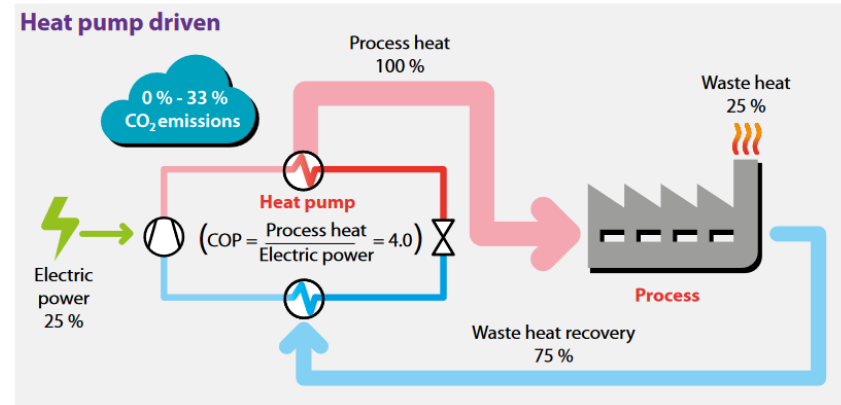 Heat pump driven
Process heat
100 %
Waste heat
25 %
0 % - 33 %
CO₂ emissions
Heat pump
(COP = Process heat / Electric power = 4.0)
Electric
power
25 %
Process
Waste heat recovery
75 %